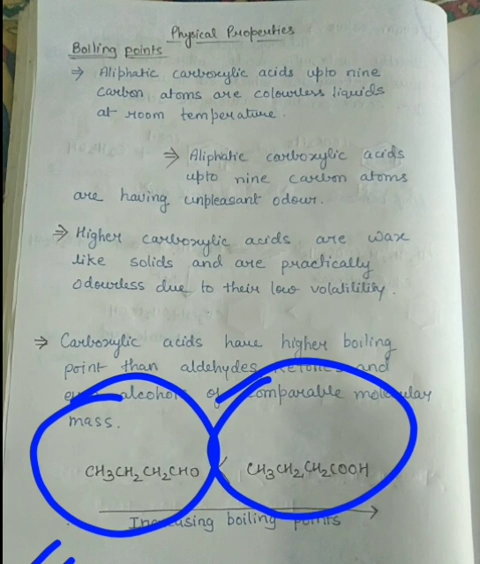 Physical Properties
Boiling points
⇒ Aliphatic carboxylic acids upto nine
carbon atoms are colourless liquids
at room temperature.
⇒ Aliphatic carboxylic acids
upto nine carbon atoms
are having unpleasant odour.
⇒ Higher carboxylic acids are wax
like solids and are practically
odourless due to their low volatility.
⇒ Carboxylic acids have higher boiling
point than aldehydes, ketones and
even alcohols of comparable molecular
mass.
CH3CH2CH2CHO < CH3CH2CH2COOH
Increasing boiling points